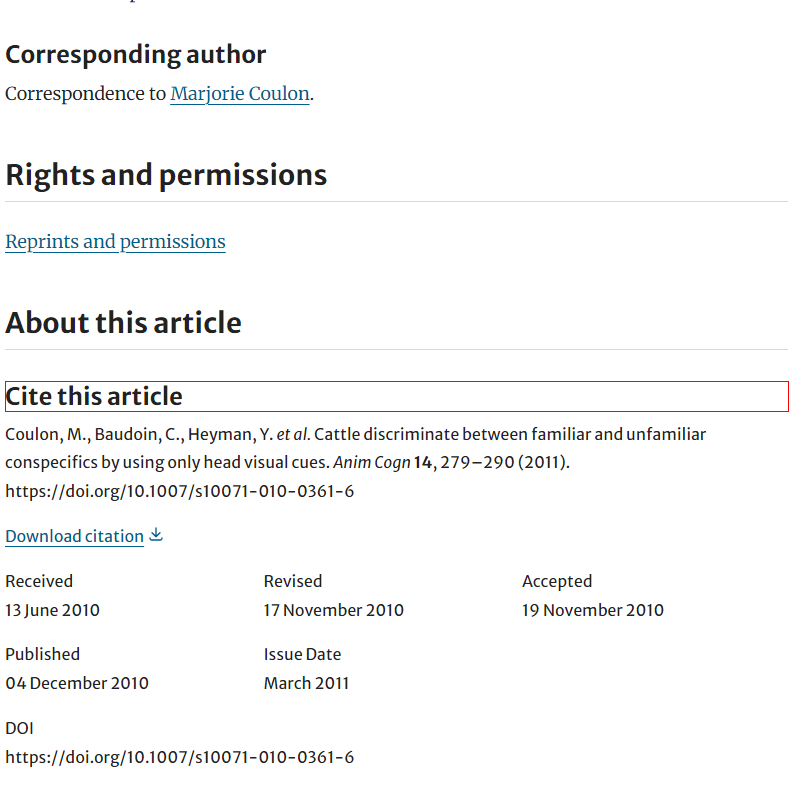 Corresponding author
Correspondence to Marjorie Coulon.
Rights and permissions
Reprints and permissions
About this article
Cite this article
Coulon, M., Baudoin, C., Heyman, Y. et al. Cattle discriminate between familiar and unfamiliar
conspecifics by using only head visual cues. Anim Cogn 14, 279–290 (2011).
https://doi.org/10.1007/s10071-010-0361-6
Download citation
Received
Revised
Accepted
13 June 2010
17 November 2010
19 November 2010
Published
Issue Date
04 December 2010
March 2011
DOI
https://doi.org/10.1007/s10071-010-0361-6